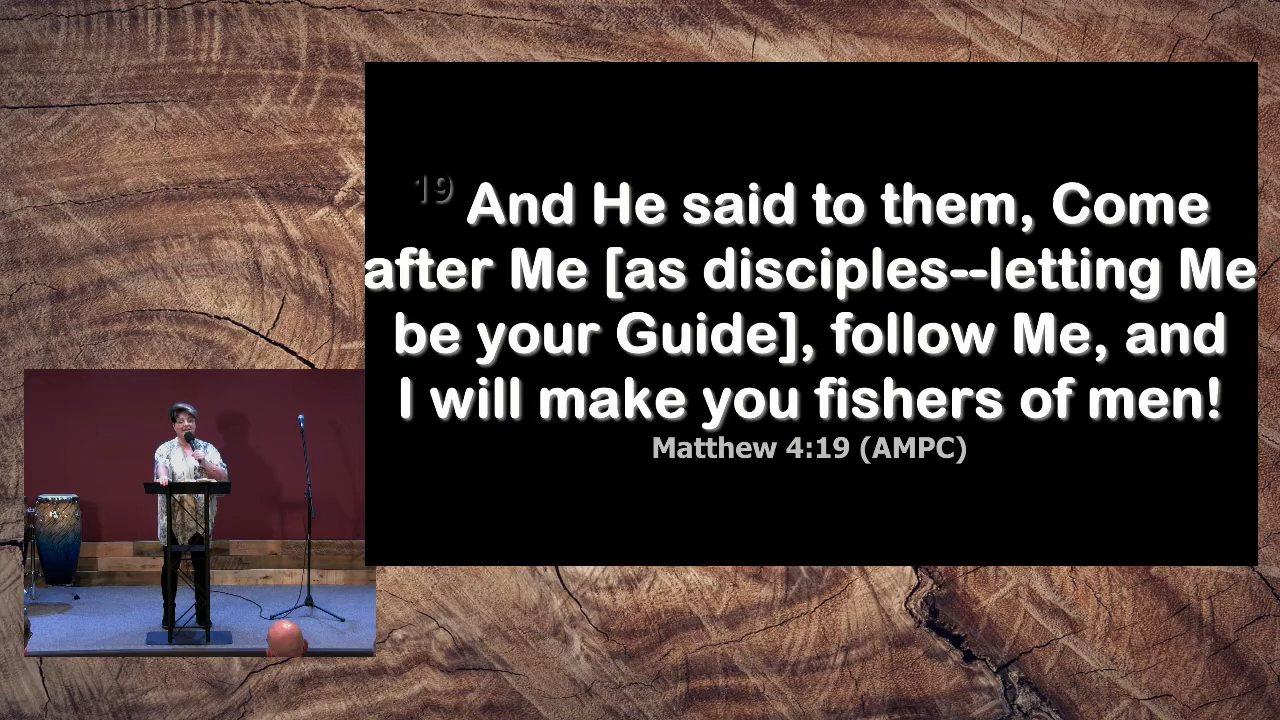 19 And He said to them, Come
after Me [as disciples--letting Me
be your Guide], follow Me, and
I will make you fishers of men!
Matthew 4:19 (AMPC)